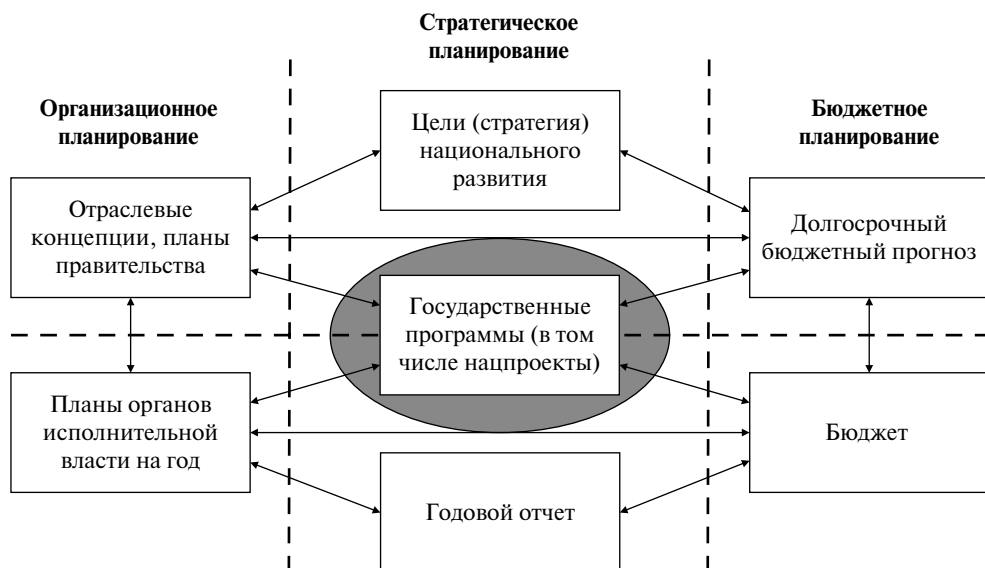 Стратегическое
планирование
Организационное
планирование
Бюджетное
планирование
Цели (стратегия)
национального
развития
Отраслевые
концепции, планы
правительства
Долгосрочный
бюджетный прогноз
Государственные
программы (в том
числе нацпроекты)
Планы органов
исполнительной
власти на год
Бюджет
Годовой отчет